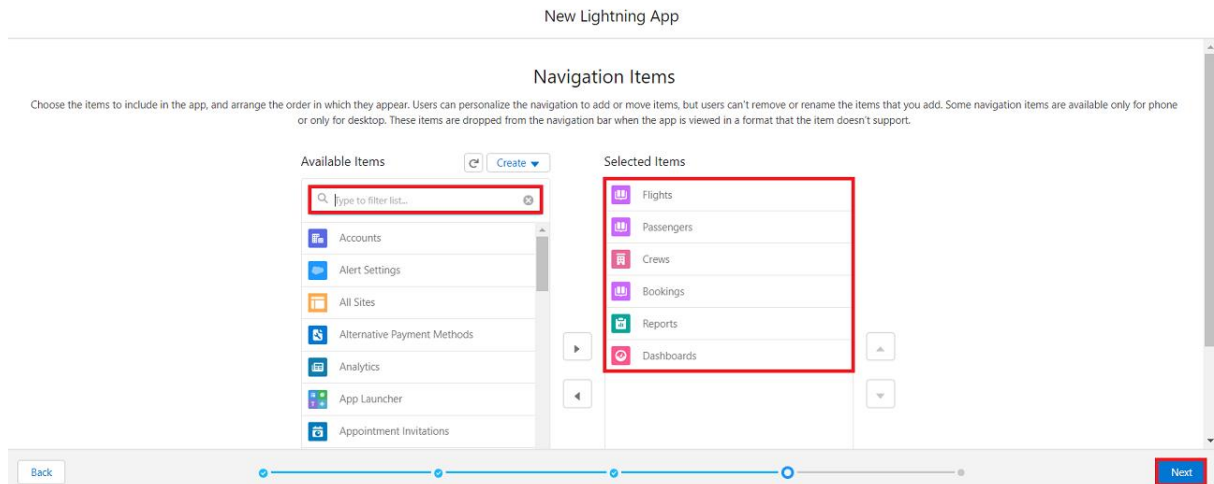 New Lightning App
Navigation Items
Choose the items to include in the app, and arrange the order in which they appear. Users can personalize the navigation to add or move items, but users can't remove or rename the items that you add. Some navigation items are available only for phone
or only for desktop. These items are dropped from the navigation bar when the app is viewed in a format that the item doesn't support.
Available Items
Create
Selected Items
Type to filter list...
Accounts
Alert Settings
All Sites
Alternative Payment Methods
Analytics
App Launcher
Appointment Invitations
Flights
Passengers
Crews
Bookings
Reports
Dashboards
Back
Next